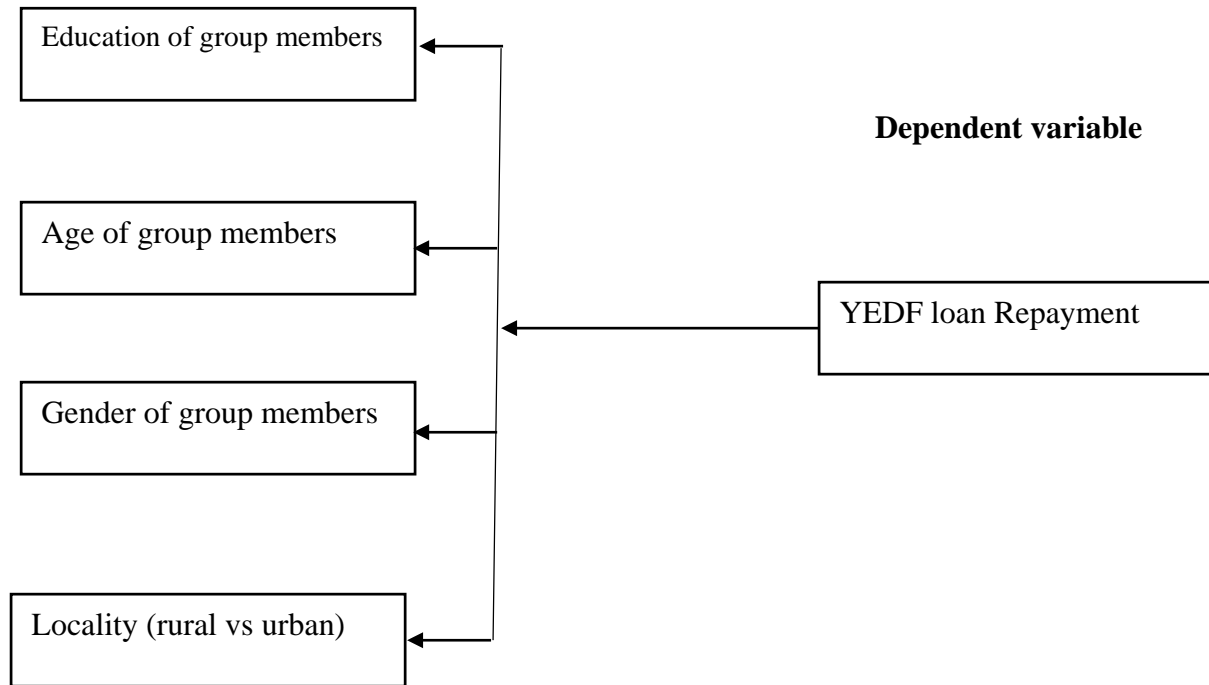 Education of group members
Dependent variable
Age of group members
YEDF loan Repayment
Gender of group members
Locality (rural vs urban)